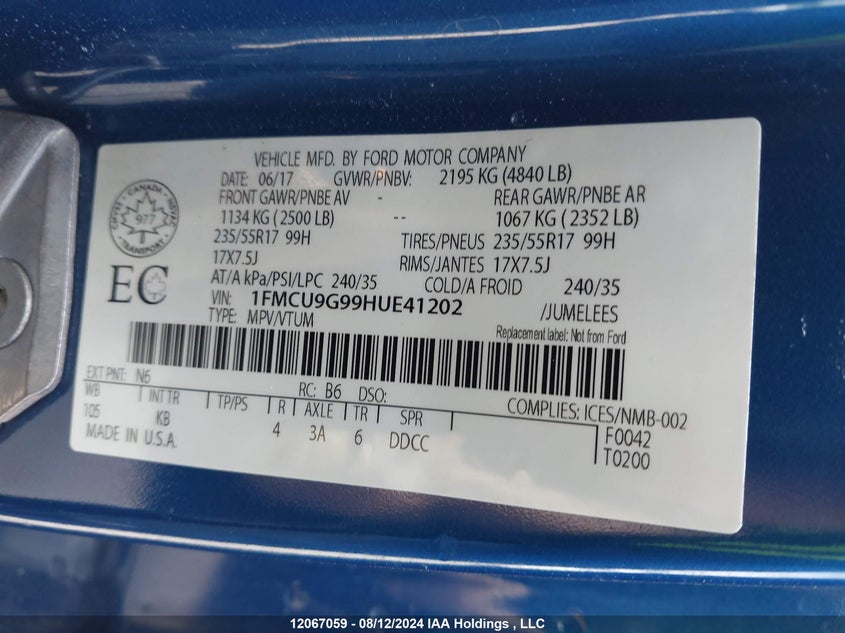 VEHICLE MFD. BY FORD MOTOR COMPANY
DATE: 06/17 GVWR/PNBV: 2195 KG (4840 LB)
FRONT GAWR/PNBE AV - REAR GAWR/PNBE AR
1134 KG (2500 LB) -- 1067 KG (2352 LB)
235/55R17 99H TIRES/PNEUS 235/55R17 99H
17X7.5J RIMS/JANTES 17X7.5J
AT/A kPa/PSI/LPC 240/35 COLD/A FROID 240/35
VIN: 1FMCU9G99HUE41202 /JUMELEES
TYPE: MPV/VTUM Replacement label: Not from Ford
CANADA
977
TRANSPORT
EC
EXT PNT: N6 RC: B6 DSO:
WB INT TR TP/PS R AXLE TR SPR COMPLIES: ICES/NMB-002
105 KB 4 3A 6 DDCC F0042
MADE IN U.S.A. T0200
12067059 - 08/12/2024 IAA Holdings , LLC